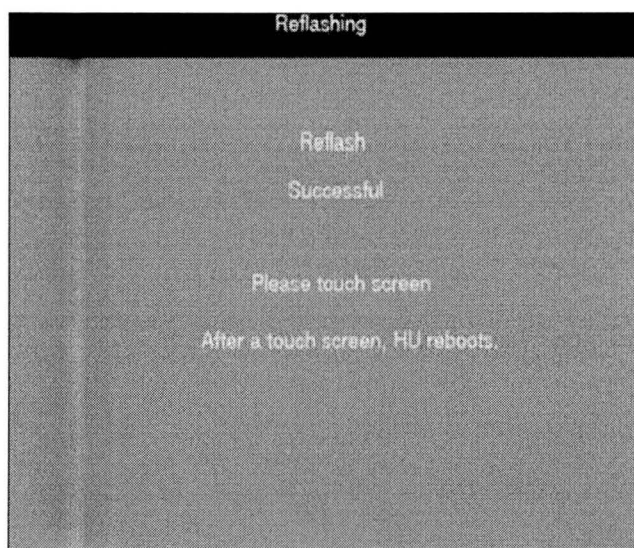 Reflashing
Reflash
Successful
Please touch screen
After a touch screen, HU reboots.